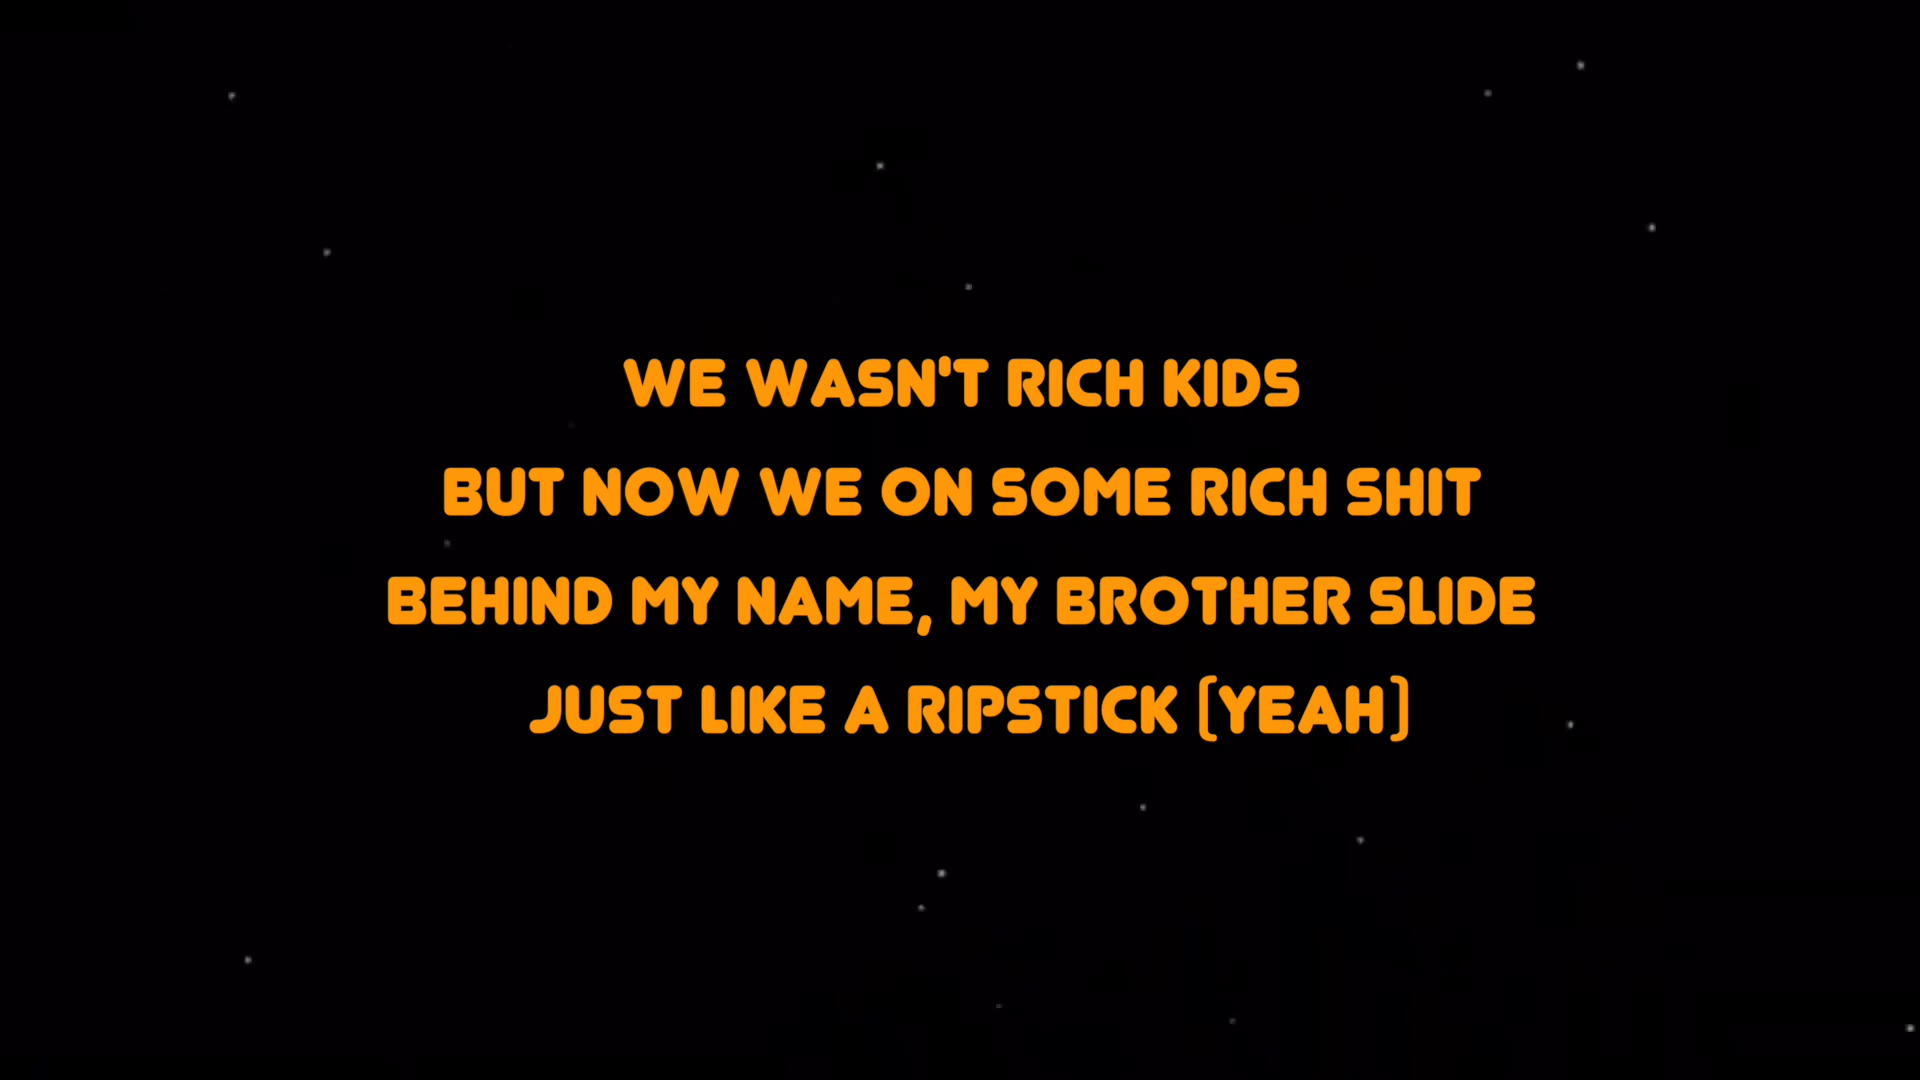 WE WASN'T RICH KIDS
BUT NOW WE ON SOME RICH SHIT
BEHIND MY NAME, MY BROTHER SLIDE
JUST LIKE A RIPSTICK (YEAH)